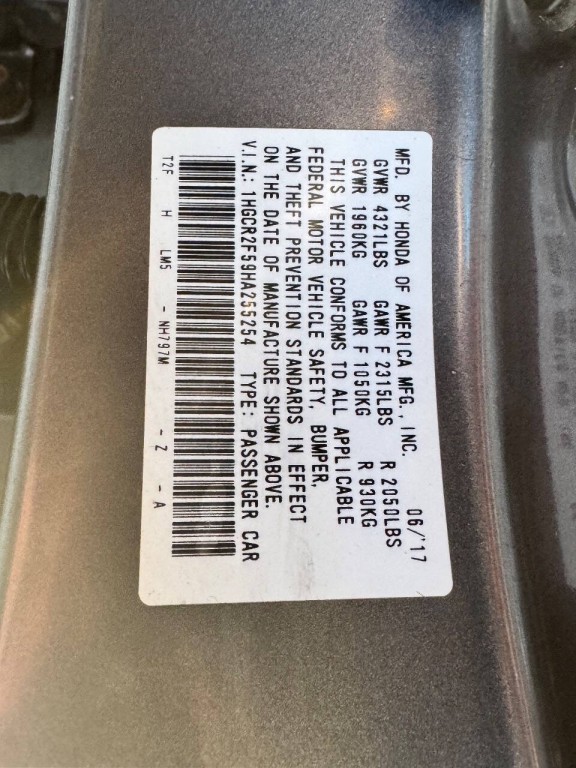 MFD. BY HONDA OF AMERICA MFG., INC. 06/'17
GVWR 4321LBS GAWR F 2315LBS R 2050LBS
GVWR 1960KG GAWR F 1050KG R 930KG
THIS VEHICLE CONFORMS TO ALL APPLICABLE
FEDERAL MOTOR VEHICLE SAFETY, BUMPER,
AND THEFT PREVENTION STANDARDS IN EFFECT
ON THE DATE OF MANUFACTURE SHOWN ABOVE.
V.I.N.: 1HGCR2F59HA255254 TYPE: PASSENGER CAR
T2F H LM5 - NH797M - Z - A